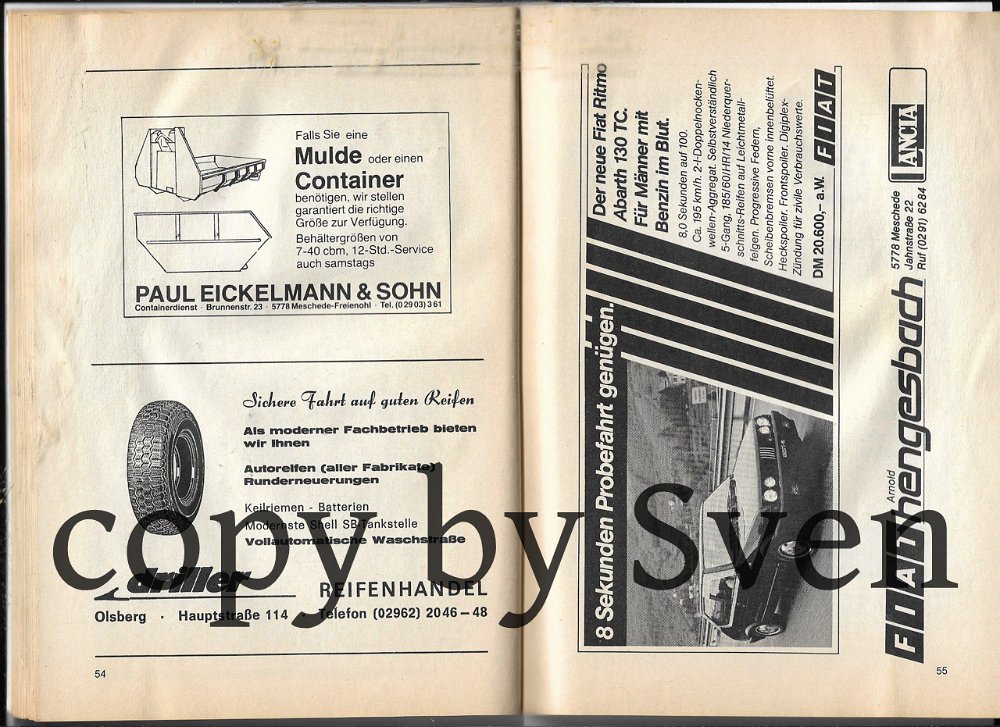 Falls Sie eine
Mulde oder einen
Container
benötigen, wir stellen
garantiert die richtige
Größe zur Verfügung.
Behältergrößen von
7-40 cbm, 12-Std.-Service
auch samstags
PAUL EICKELMANN & SOHN
Containerdienst · Brunnenstr. 23 · 5778 Meschede-Freienohl · Tel. (0 29 03) 3 61
Sichere Fahrt auf guten Reifen
Als moderner Fachbetrieb bieten
wir Ihnen
Autoreifen (aller Fabrikate)
Runderneuerungen
Keilriemen - Batterien
Modernste Shell SB-Tankstelle
Vollautomatische Waschstraße
driller REIFENHANDEL
Olsberg · Hauptstraße 114 · Telefon (02962) 2046-48
54
8 Sekunden Probefahrt genügen.
Der neue Fiat Ritmo
Abarth 130 TC.
Für Männer mit
Benzin im Blut.
8,0 Sekunden auf 100.
Ca. 195 km/h. 2-l-Doppelnocken-
wellen-Aggregat. Selbstverständlich
5-Gang, 185/60/HR/14 Niederquer-
schnitts-Reifen auf Leichtmetall-
felgen. Progressive Federn.
Scheibenbremsen vorne innenbelüftet.
Heckspoiler. Frontspoiler. Digiplex-
Zündung für zivile Verbrauchswerte.
DM 20.600,– a.W.
FIAT
FIAT
Arnold
hengesbach
5778 Meschede
Jahnstraße 22
Ruf (02 91) 62 84
LANCIA
55
copy by Sven